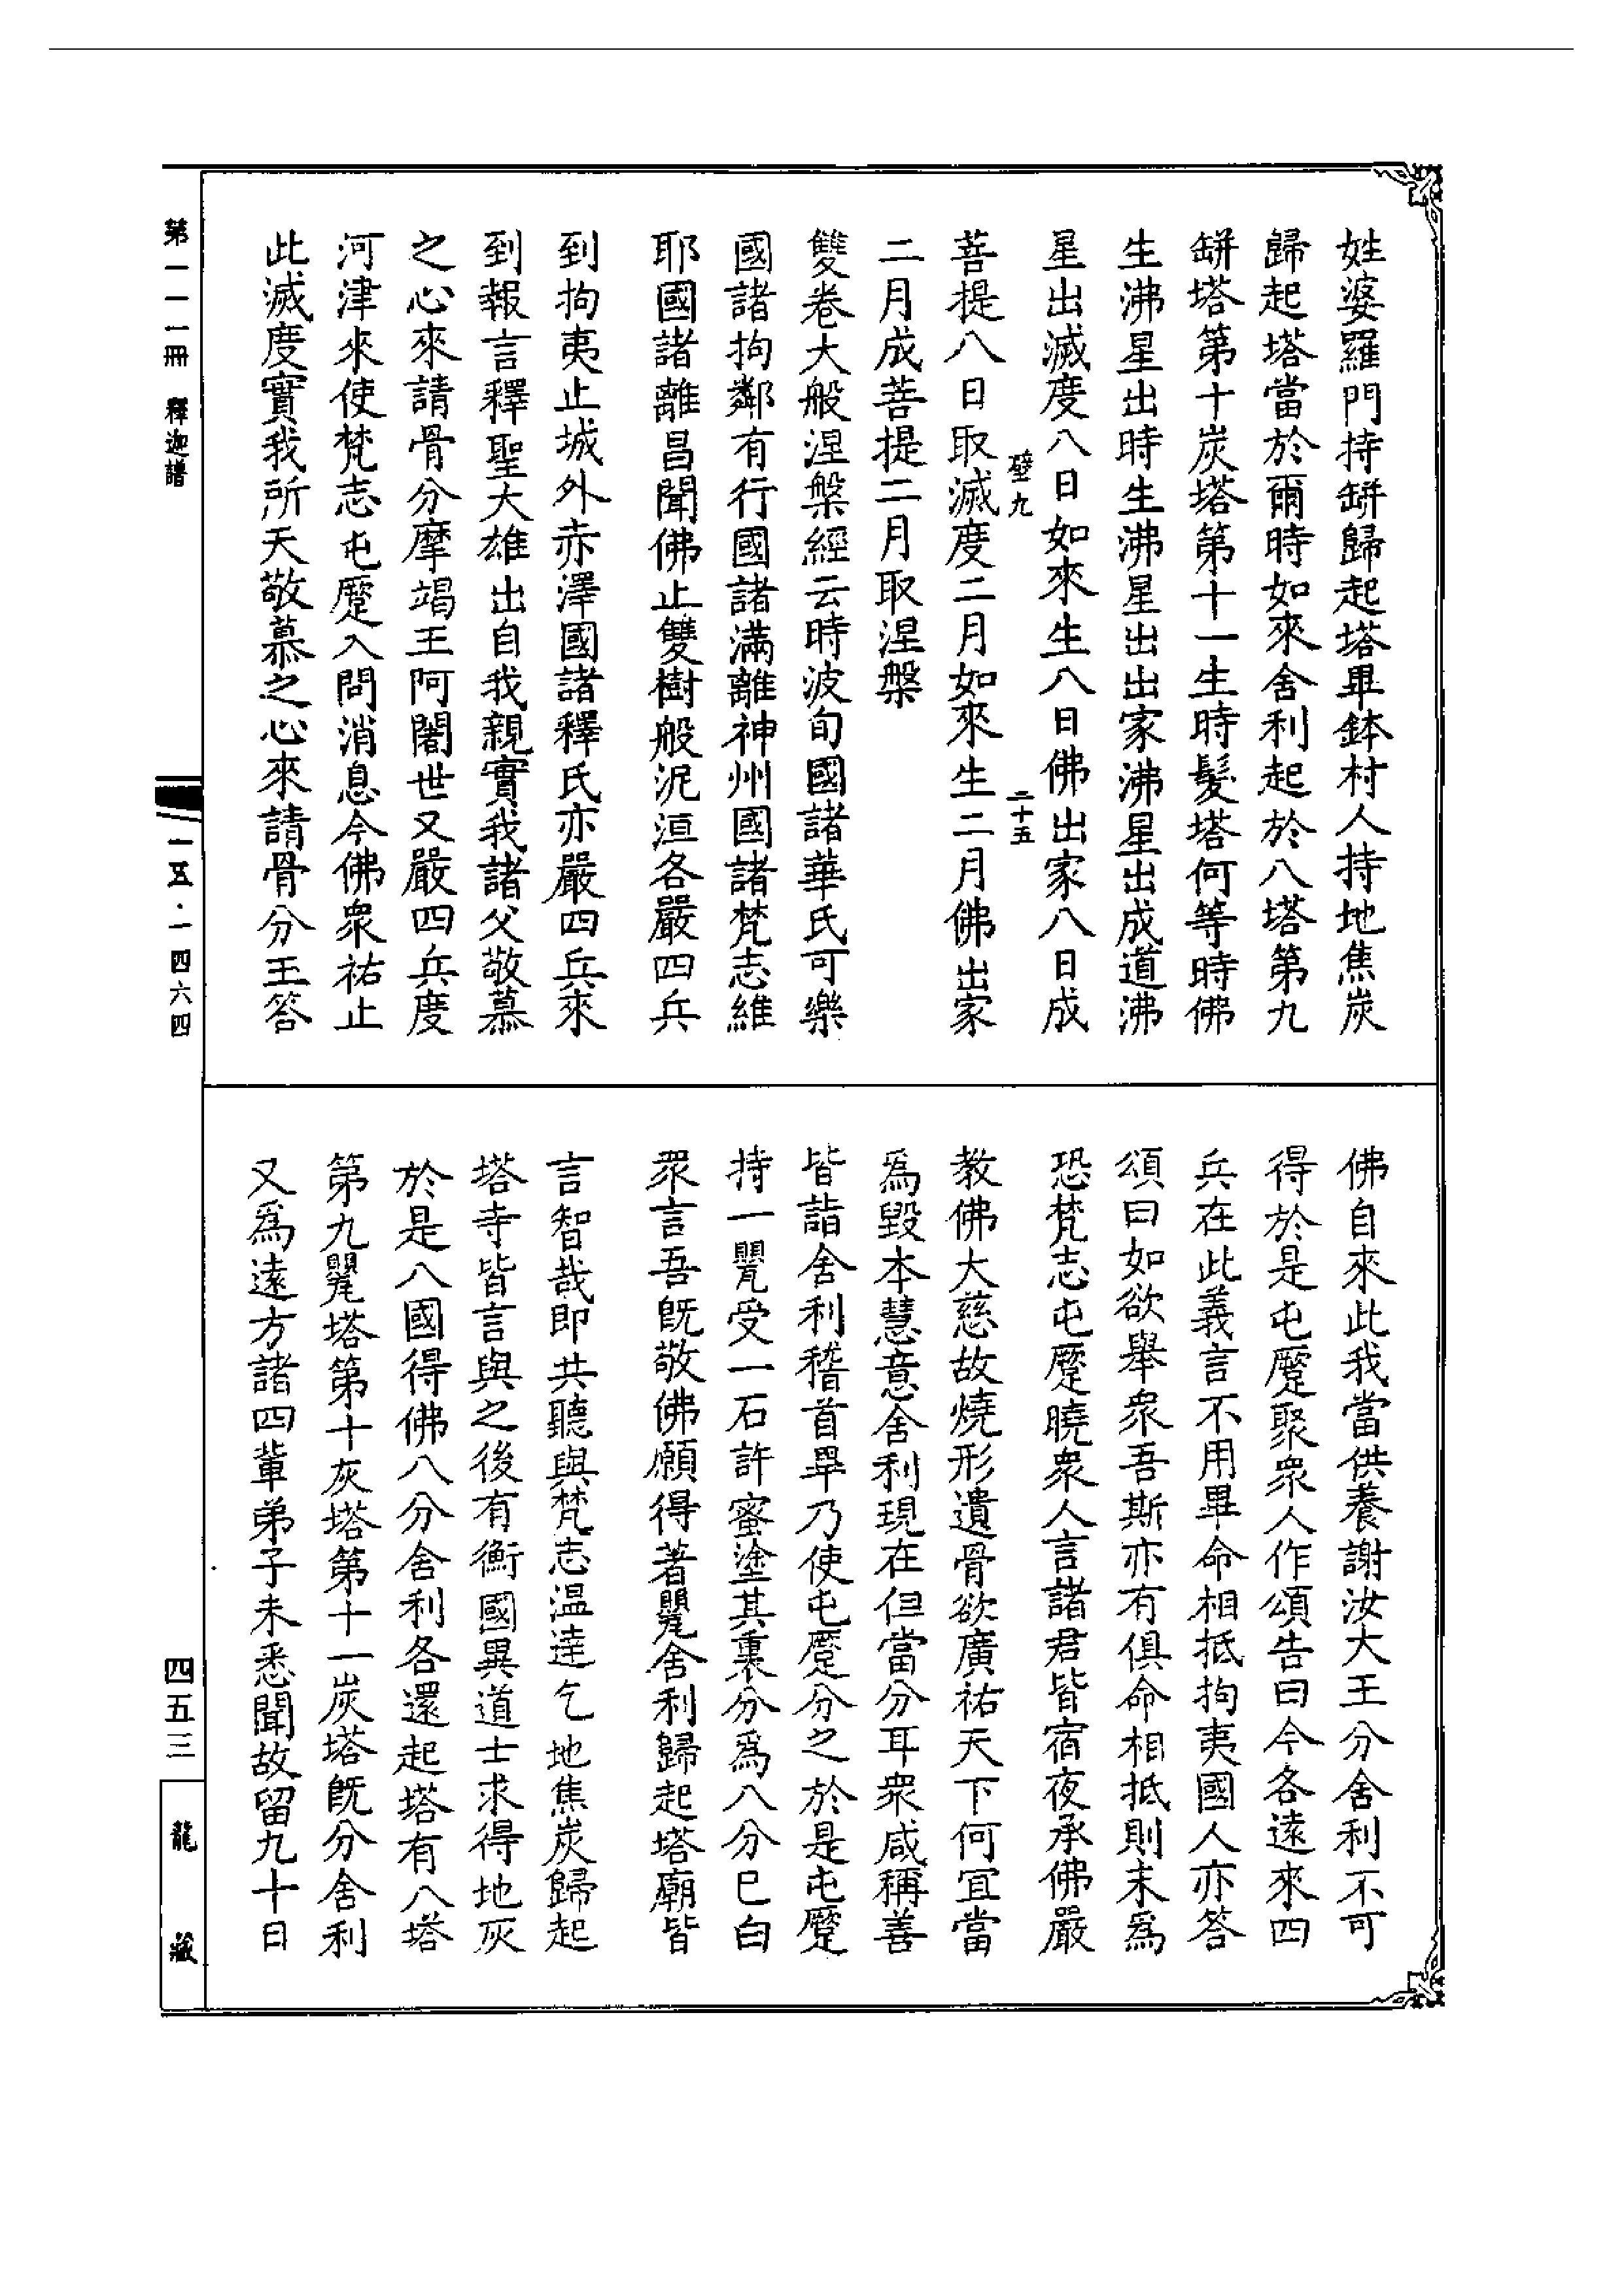 姓婆羅門持缾歸起塔畢鉢村人持地焦炭
歸起塔當於爾時如來舍利起於八塔第九
缾塔第十炭塔第十一生時髮塔何等時佛
生沸星出時生沸星出出家沸星出成道沸
星出滅度八日如來生八日佛出家八日成
璧九
二十五
菩提八日取滅度二月如來生二月佛出家
二月成菩提二月取涅槃
雙卷大般涅槃經云時波旬國諸華氏可樂
國諸拘鄰有行國諸滿離神州國諸梵志維
耶國諸離昌聞佛止雙樹般泥洹各嚴四兵
到拘夷止城外赤澤國諸釋氏亦嚴四兵來
到報言釋聖大雄出自我親實我諸父敬慕
之心來請骨分摩竭王阿闍世又嚴四兵度
河津來使梵志屯壓入問消息今佛眾祐止
此滅度實我所天敬慕之心來請骨分王答
佛自來此我當供養謝汝大王分舍利不可
得於是屯壓聚眾人作頌告曰今各遠來四
兵在此義言不用畢命相抵拘夷國人亦答
頌曰如欲舉眾吾斯亦有俱命相抵則未爲
恐梵志屯壓曉眾人言諸君皆宿夜承佛嚴
教佛大慈故燒形遺骨欲廣祐天下何宜當
爲毀本慧意舍利現在但當分耳眾咸稱善
皆詣舍利稽首畢乃使屯壓分之於是屯壓
持一甖受一石許蜜塗其裏分爲八分已白
眾言吾旣敬佛願得著甖舍利歸起塔廟皆
言智哉即共聽與梵志溫逹乞地焦炭歸起
塔寺皆言與之後有衡國異道士求得地灰
於是八國得佛八分舍利各還起塔有八塔
第九甖塔第十灰塔第十一炭塔旣分舍利
又爲遠方諸四輩弟子未悉聞故留九十日
第一一一冊 釋迦譜
一五·一四六四
四五三
龍藏